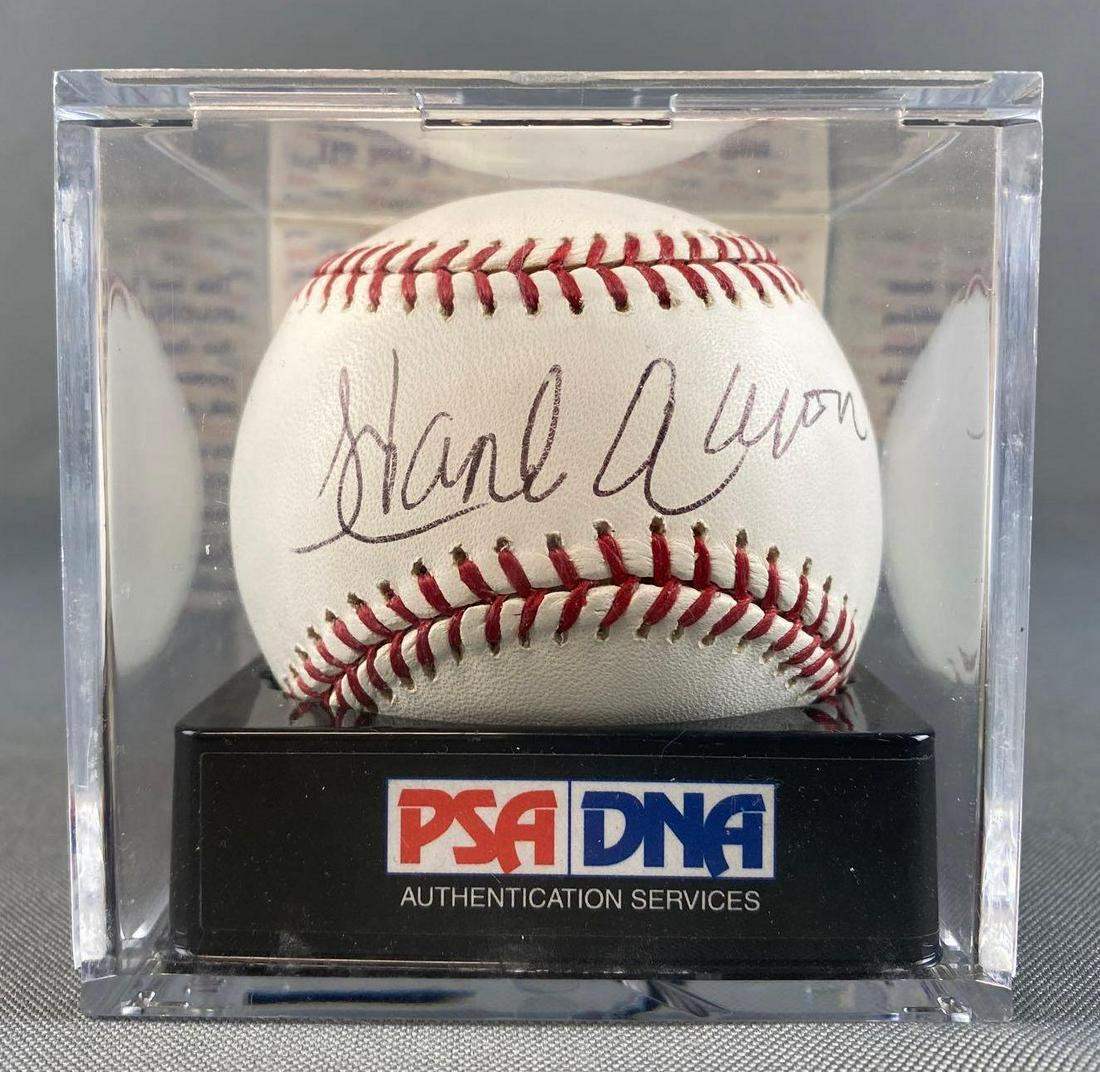 Hank Aaron
PSA DNA
AUTHENTICATION SERVICES